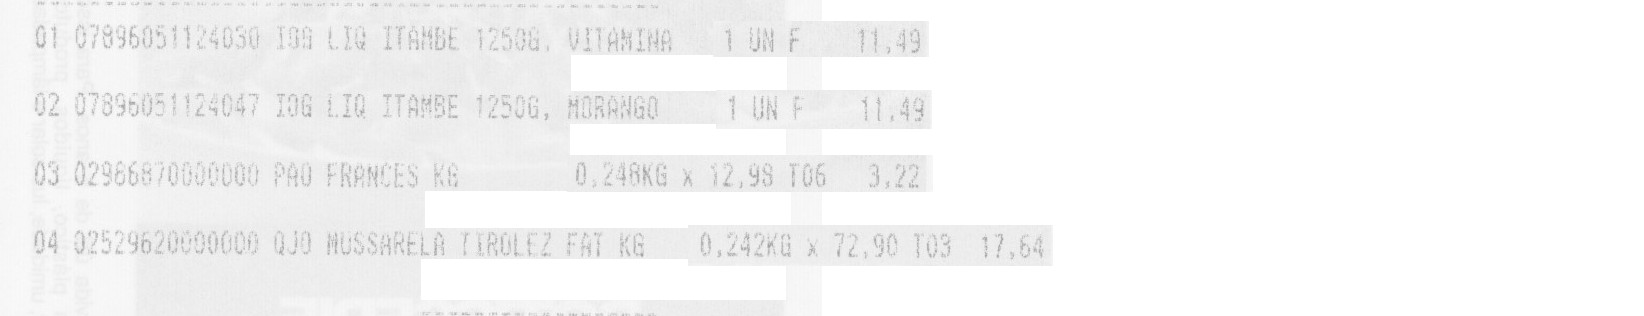 01 07896051124030 IOG LIQ ITAMBE 1250G, VITAMINA 1 UN F 11,49
02 07896051124047 IOG LIQ ITAMBE 1250G, MORANGO 1 UN F 11,49
03 02986870000000 PAO FRANCES KG 0,248KG x 12,98 T06 3,22
04 02529620000000 QJO MUSSARELA TIROLEZ FAT KG 0,242KG x 72,90 T03 17,64